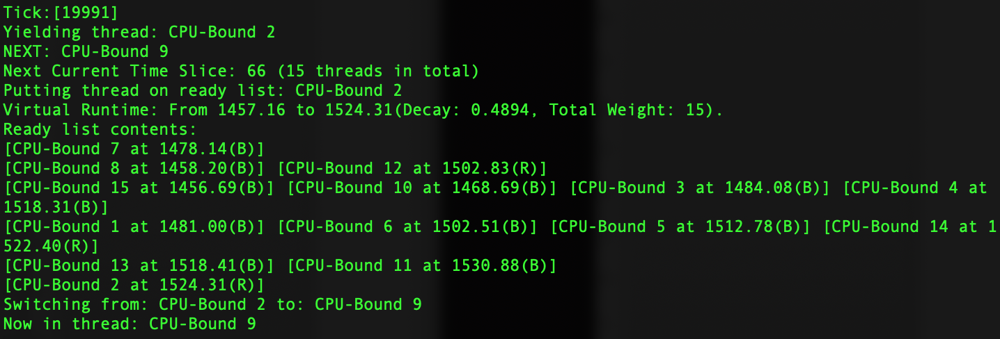 Tick:[19991]
Yielding thread: CPU-Bound 2
NEXT: CPU-Bound 9
Next Current Time Slice: 66 (15 threads in total)
Putting thread on ready list: CPU-Bound 2
Virtual Runtime: From 1457.16 to 1524.31(Decay: 0.4894, Total Weight: 15).
Ready list contents:
[CPU-Bound 7 at 1478.14(B)]
[CPU-Bound 8 at 1458.20(B)] [CPU-Bound 12 at 1502.83(R)]
[CPU-Bound 15 at 1456.69(B)] [CPU-Bound 10 at 1468.69(B)] [CPU-Bound 3 at 1484.08(B)] [CPU-Bound 4 at
1518.31(B)]
[CPU-Bound 1 at 1481.00(B)] [CPU-Bound 6 at 1502.51(B)] [CPU-Bound 5 at 1512.78(B)] [CPU-Bound 14 at 1
522.40(R)]
[CPU-Bound 13 at 1518.41(B)] [CPU-Bound 11 at 1530.88(B)]
[CPU-Bound 2 at 1524.31(R)]
Switching from: CPU-Bound 2 to: CPU-Bound 9
Now in thread: CPU-Bound 9